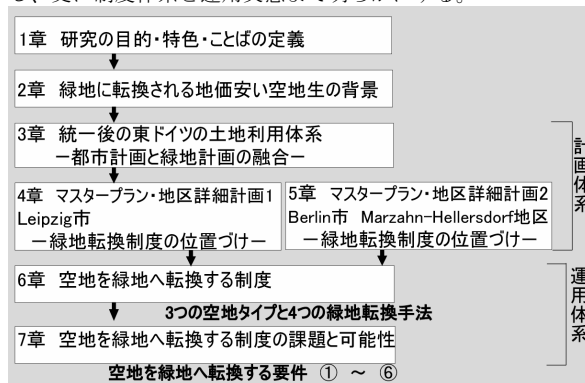 1章 研究の目的・特色・ことばの定義
2章 緑地に転換される地価安い空地生の背景
3章 統一後の東ドイツの土地利用体系
ー都市計画と緑地計画の融合ー
4章 マスタープラン・地区詳細計画1
Leipzig市
ー緑地転換制度の位置づけー
5章 マスタープラン・地区詳細計画2
Berlin市 Marzahn-Hellersdorf地区
ー緑地転換制度の位置づけー
計画体系
6章 空地を緑地へ転換する制度
3つの空地タイプと4つの緑地転換手法
7章 空地を緑地へ転換する制度の課題と可能性
空地を緑地へ転換する要件 ① ～ ⑥
運用体系